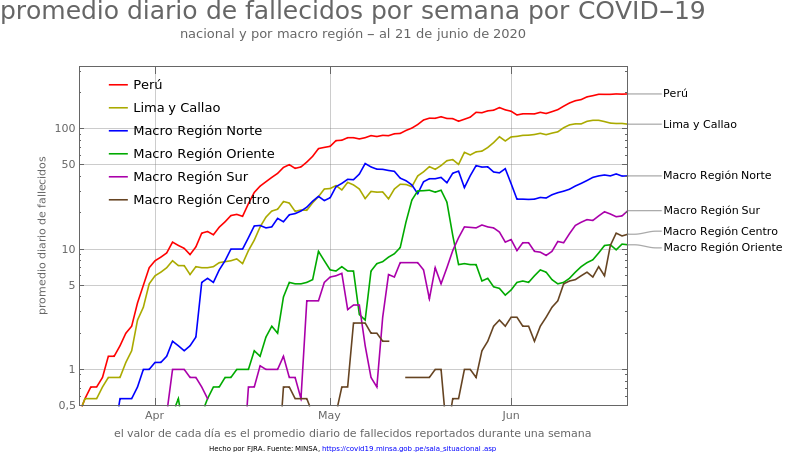 promedio diario de fallecidos por semana por COVID–19
nacional y por macro región – al 21 de junio de 2020
Perú
Lima y Callao
Macro Región Norte
Macro Región Oriente
Macro Región Sur
Macro Región Centro
promedio diario de fallecidos
100
50
10
5
1
0,5
Apr
May
Jun
Perú
Lima y Callao
Macro Región Norte
Macro Región Sur
Macro Región Centro
Macro Región Oriente
el valor de cada día es el promedio diario de fallecidos reportados durante una semana
Hecho por FJRA. Fuente: MINSA, https://covid19.minsa.gob.pe/sala_situacional.asp